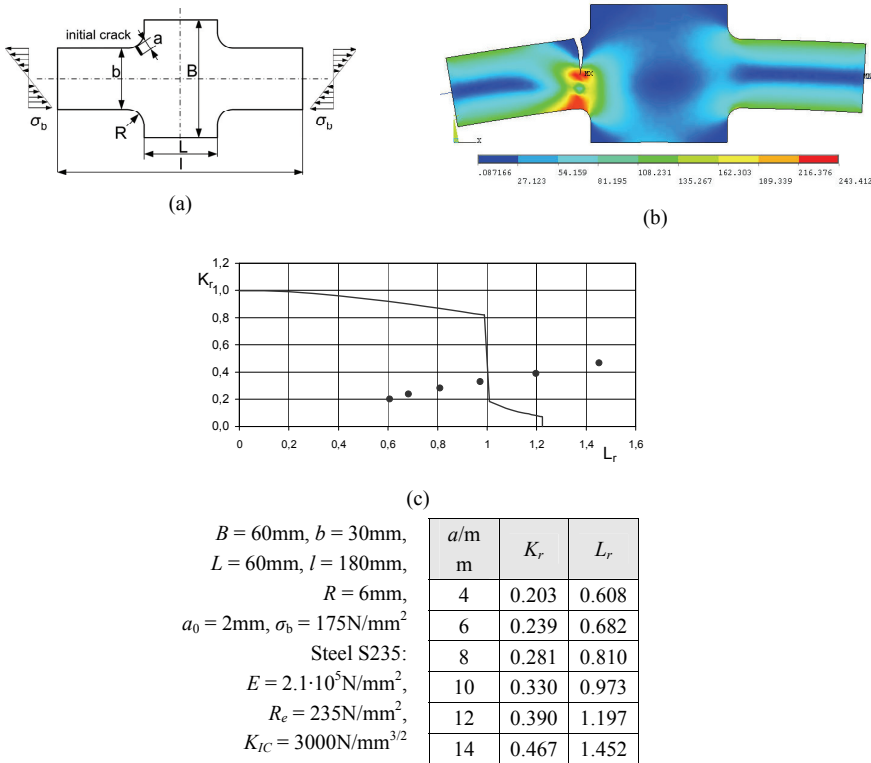 initial crack
a
b
B
σb
σb
R
L
l
(a)
MX
X
.087166 27.123 54.159 81.195 108.231 135.267 162.303 189.339 216.376 243.412
(b)
Kr
1,2
1,0
0,8
0,6
0,4
0,2
0,0
0 0,2 0,4 0,6 0,8 1 1,2 1,4 1,6
Lr
(c)
B = 60mm, b = 30mm,
L = 60mm, l = 180mm,
R = 6mm,
a0 = 2mm, σb = 175N/mm²
Steel S235:
E = 2.1·10⁵N/mm²,
Re = 235N/mm²,
KIC = 3000N/mm³/²
a/m
m Kr Lr
4 0.203 0.608
6 0.239 0.682
8 0.281 0.810
10 0.330 0.973
12 0.390 1.197
14 0.467 1.452